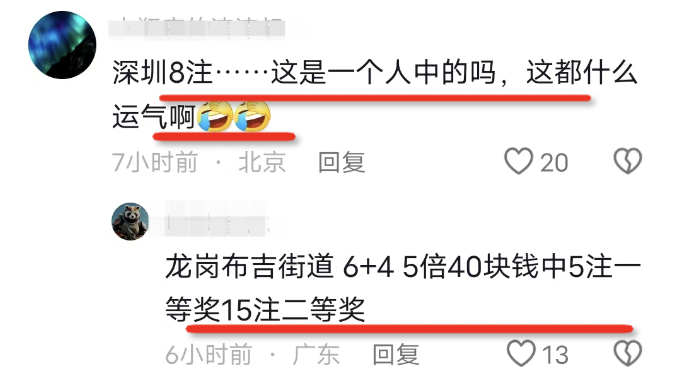 深圳8注……这是一个人中的吗，这都什么
运气啊🤣🤣
7小时前 · 北京 回复 20
龙岗布吉街道 6+4 5倍40块钱中5注一
等奖15注二等奖
6小时前 · 广东 回复 13